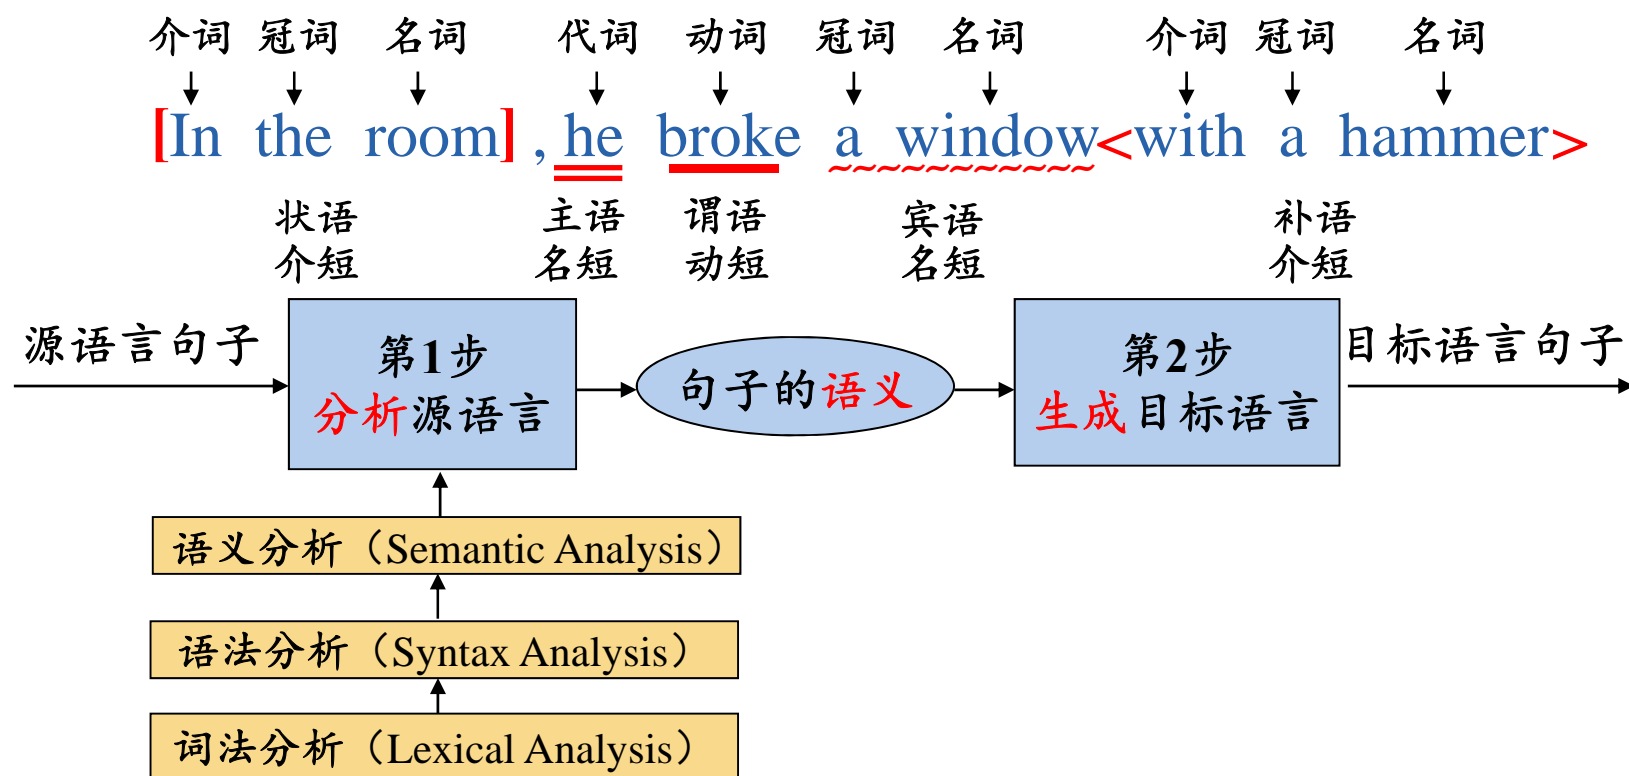 介词 冠词 名词 代词 动词 冠词 名词 介词 冠词 名词
[In the room] , he broke a window<with a hammer>
状语 主语 谓语 宾语 补语
介短 名短 动短 名短 介短
源语言句子
第1步
分析源语言
句子的语义
第2步
生成目标语言
目标语言句子
语义分析（Semantic Analysis）
语法分析（Syntax Analysis）
词法分析（Lexical Analysis）